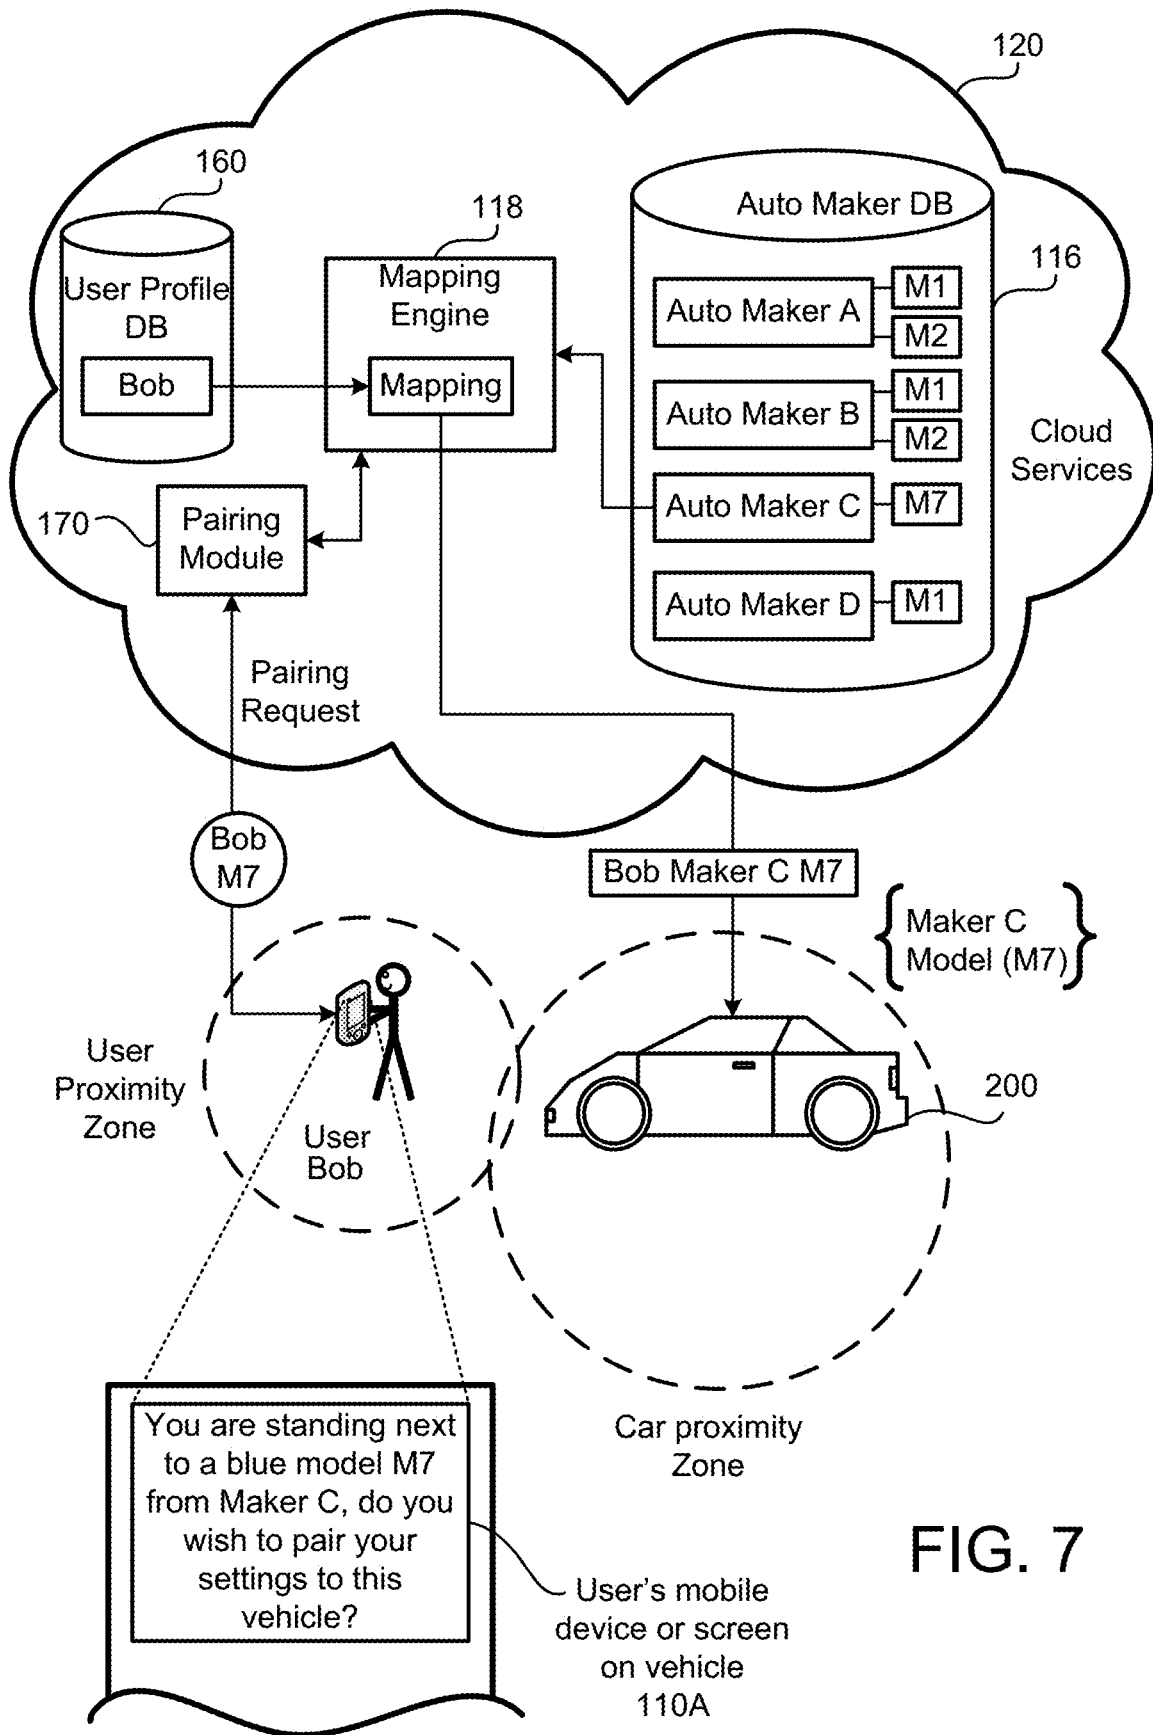 120
160
118
Auto Maker DB
116
User Profile
DB
Bob
Mapping
Engine
Mapping
Auto Maker A
M1
M2
Auto Maker B
M1
M2
Auto Maker C
M7
Auto Maker D
M1
Cloud
Services
170
Pairing
Module
Pairing
Request
Bob
M7
Bob Maker C M7
Maker C
Model (M7)
User
Proximity
Zone
User
Bob
200
Car proximity
Zone
You are standing next
to a blue model M7
from Maker C, do you
wish to pair your
settings to this
vehicle?
User's mobile
device or screen
on vehicle
110A
FIG. 7